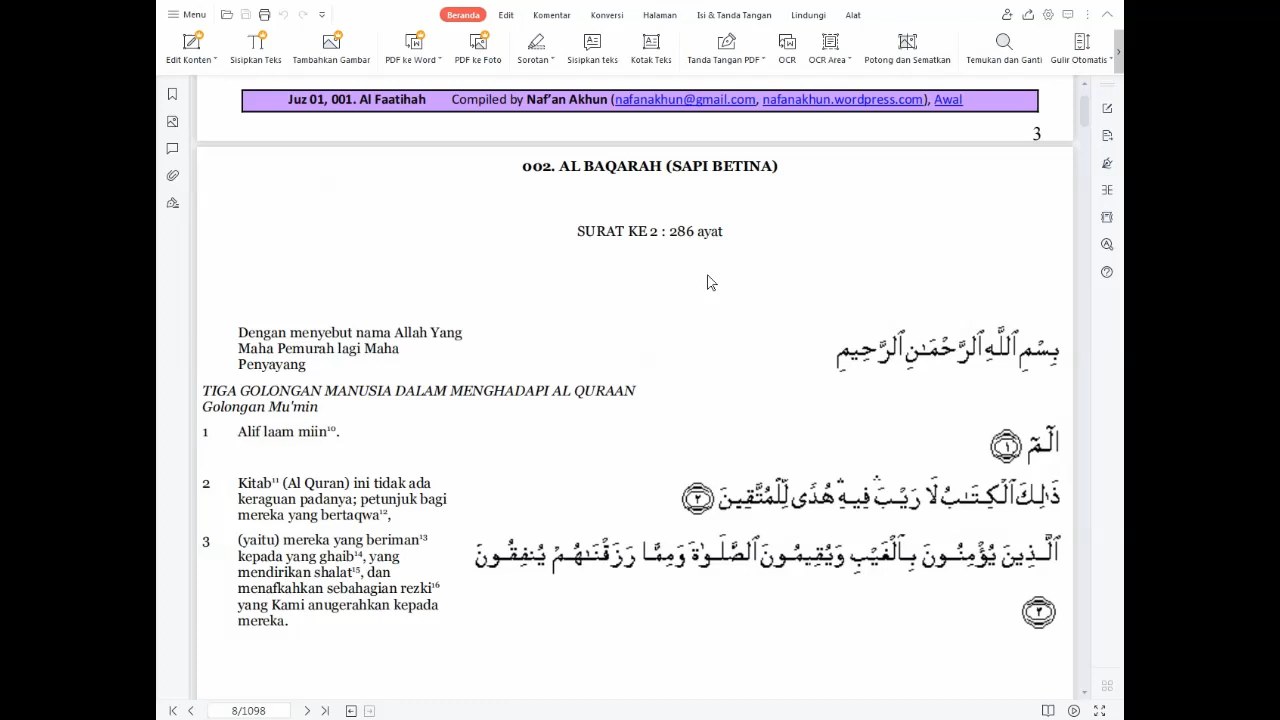 Menu Beranda Edit Komentar Konversi Halaman Isi & Tanda Tangan Lindungi Alat
Edit Konten Sisipkan Teks Tambahkan Gambar PDF ke Word PDF ke Foto Sorotan Sisipkan teks Kotak Teks Tanda Tangan PDF OCR OCR Area Potong dan Sematkan Temukan dan Ganti Gulir Otomatis
Juz 01, 001. Al Faatihah Compiled by Naf’an Akhun (nafanakhun@gmail.com, nafanakhun.wordpress.com), Awal
3
002. AL BAQARAH (SAPI BETINA)
SURAT KE 2 : 286 ayat
Dengan menyebut nama Allah Yang
Maha Pemurah lagi Maha
Penyayang
بِسْمِ ٱللَّهِ ٱلرَّحْمَـٰنِ ٱلرَّحِيمِ
TIGA GOLONGAN MANUSIA DALAM MENGHADAPI AL QURAAN
Golongan Mu'min
1 Alif laam miin¹⁰.
الٓمٓ ١
2 Kitab¹¹ (Al Quran) ini tidak ada
keraguan padanya; petunjuk bagi
mereka yang bertaqwa¹²,
ذَٰلِكَ ٱلْكِتَـٰبُ لَا رَيْبَ ۛ فِيهِ ۛ هُدًى لِّلْمُتَّقِينَ ٢
3 (yaitu) mereka yang beriman¹³
kepada yang ghaib¹⁴, yang
mendirikan shalat¹⁵, dan
menafkahkan sebahagian rezki¹⁶
yang Kami anugerahkan kepada
mereka.
ٱلَّذِينَ يُؤْمِنُونَ بِٱلْغَيْبِ وَيُقِيمُونَ ٱلصَّلَوٰةَ وَمِمَّا رَزَقْنَـٰهُمْ يُنفِقُونَ
٣
8/1098